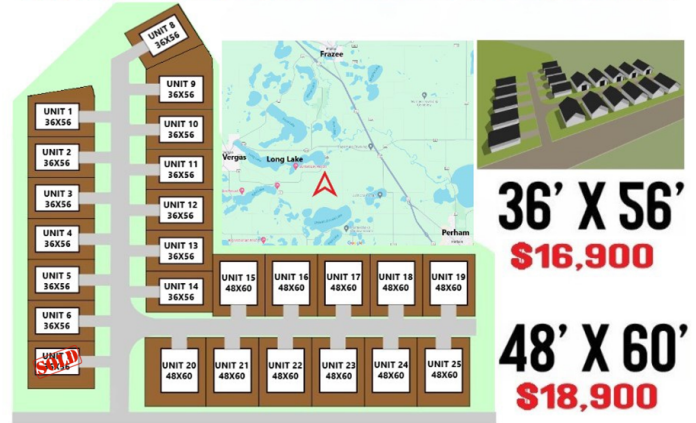 UNIT 8
36X56
UNIT 1
36X56
UNIT 2
36X56
UNIT 3
36X56
UNIT 4
36X56
UNIT 5
36X56
UNIT 6
36X56
SOLD
UNIT 9
36X56
UNIT 10
36X56
UNIT 11
36X56
UNIT 12
36X56
UNIT 13
36X56
UNIT 14
36X56
UNIT 15
48X60
UNIT 16
48X60
UNIT 17
48X60
UNIT 18
48X60
UNIT 19
48X60
UNIT 20
48X60
UNIT 21
48X60
UNIT 22
48X60
UNIT 23
48X60
UNIT 24
48X60
UNIT 25
48X60
Frazee
Vergas
Long Lake
Perham
36' X 56'
$16,900
48' X 60'
$18,900